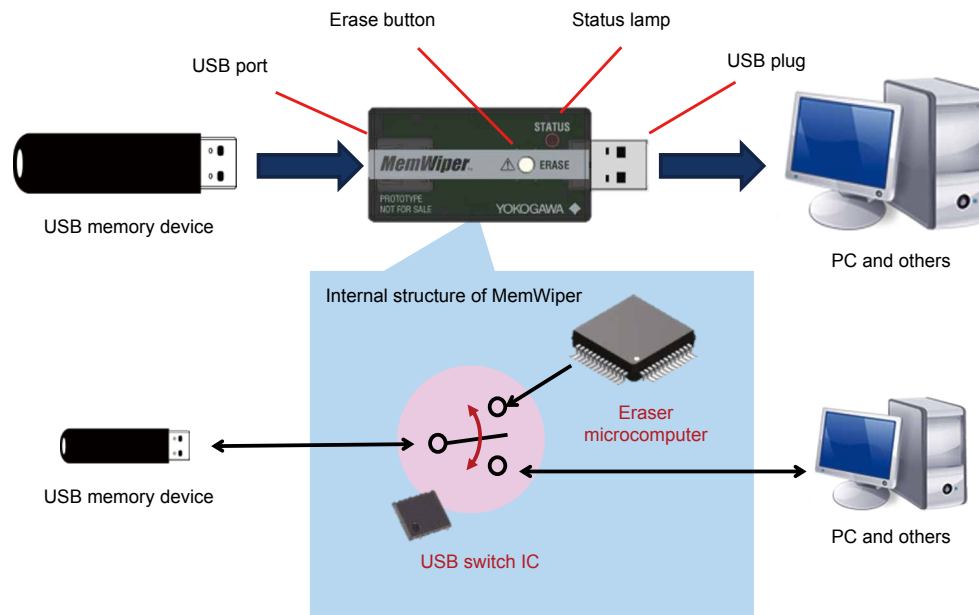 Erase button
Status lamp
USB port
USB plug
STATUS
MemWiper™
⚠ ERASE
PROTOTYPE
NOT FOR SALE
YOKOGAWA
USB memory device
PC and others
Internal structure of MemWiper
Eraser
microcomputer
USB memory device
USB switch IC
PC and others